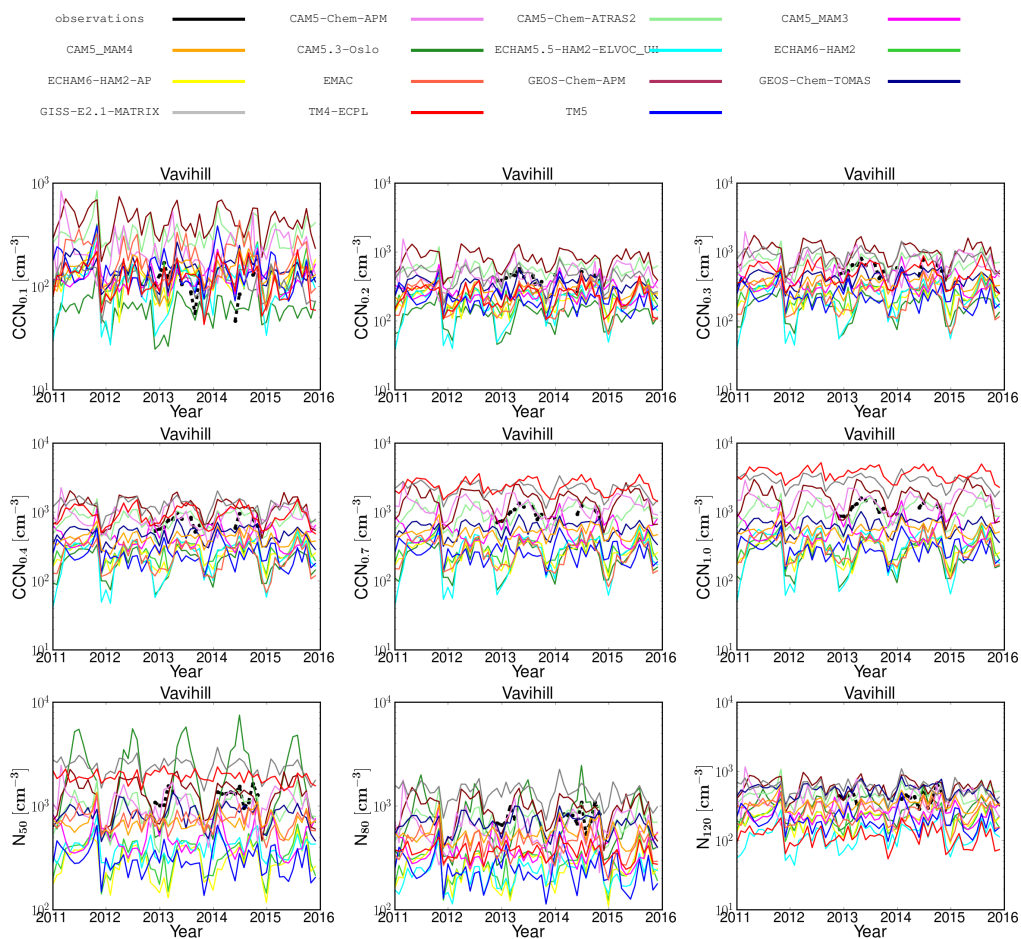 observations CAM5-Chem-APM CAM5-Chem-ATRAS2 CAM5_MAM3
CAM5_MAM4 CAM5.3-Oslo ECHAM5.5-HAM2-ELVOC_UH ECHAM6-HAM2
ECHAM6-HAM2-AP EMAC GEOS-Chem-APM GEOS-Chem-TOMAS
GISS-E2.1-MATRIX TM4-ECPL TM5
Vavihill Vavihill Vavihill
10³ 10⁴ 10⁴
10² 10³ 10³
10² 10²
10¹ 10¹ 10¹
CCN₀.₁ [cm⁻³] CCN₀.₂ [cm⁻³] CCN₀.₃ [cm⁻³]
2011 2012 2013 2014 2015 2016 2011 2012 2013 2014 2015 2016 2011 2012 2013 2014 2015 2016
Year Year Year
Vavihill Vavihill Vavihill
10⁴ 10⁴ 10⁴
10³ 10³ 10³
10² 10² 10²
10¹ 10¹ 10¹
CCN₀.₄ [cm⁻³] CCN₀.₇ [cm⁻³] CCN₁.₀ [cm⁻³]
2011 2012 2013 2014 2015 2016 2011 2012 2013 2014 2015 2016 2011 2012 2013 2014 2015 2016
Year Year Year
Vavihill Vavihill Vavihill
10⁴ 10⁴ 10⁴
10³ 10³ 10³
10²
10² 10² 10¹
N₅₀ [cm⁻³] N₈₀ [cm⁻³] N₁₂₀ [cm⁻³]
2011 2012 2013 2014 2015 2016 2011 2012 2013 2014 2015 2016 2011 2012 2013 2014 2015 2016
Year Year Year